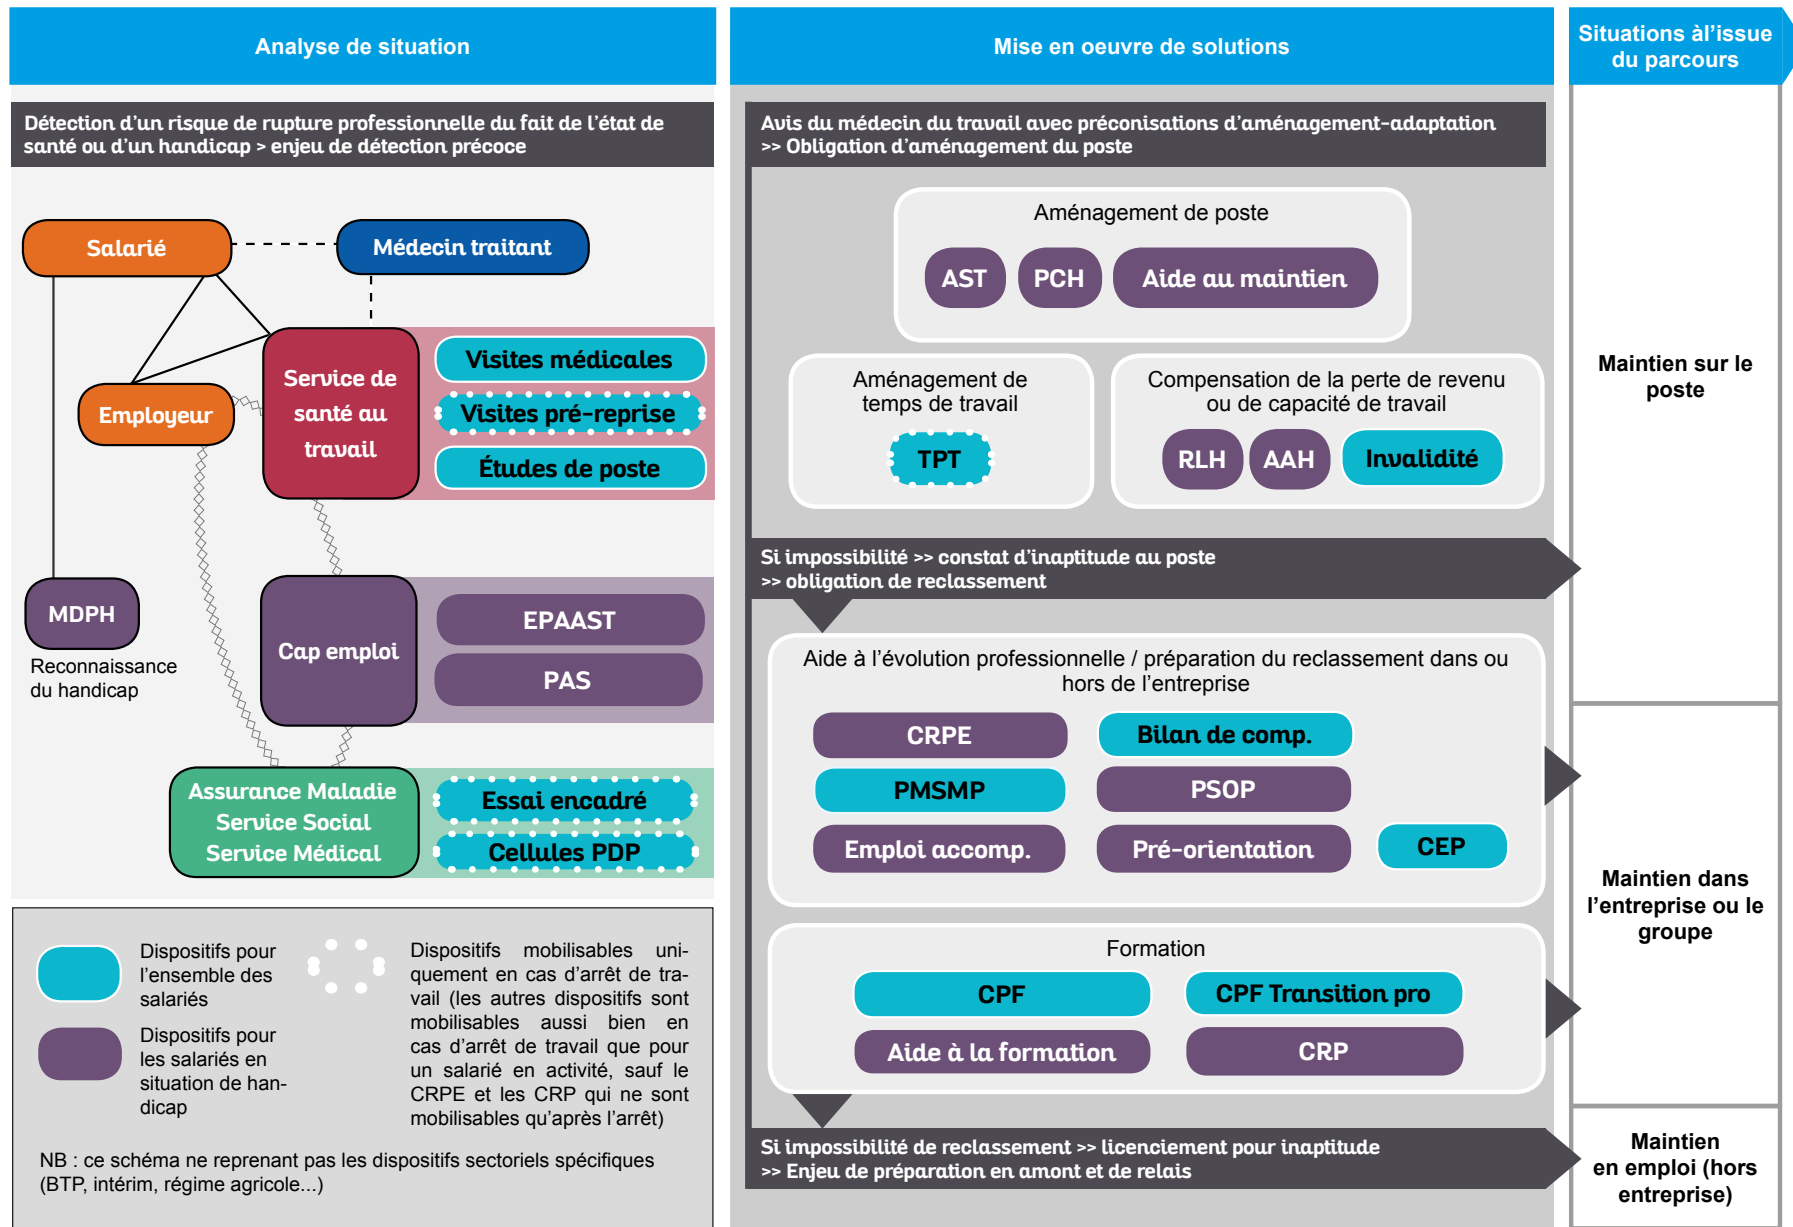 Analyse de situation
Détection d'un risque de rupture professionnelle du fait de l'état de
santé ou d'un handicap > enjeu de détection précoce
Salarié
Médecin traitant
Employeur
Service de
santé au
travail
Visites médicales
Visites pré-reprise
Études de poste
MDPH
Reconnaissance
du handicap
Cap emploi
EPAAST
PAS
Assurance Maladie
Service Social
Service Médical
Essai encadré
Cellules PDP
Dispositifs pour
l'ensemble des
salariés
Dispositifs pour
les salariés en
situation de han-
dicap
Dispositifs mobilisables uni-
quement en cas d'arrêt de tra-
vail (les autres dispositifs sont
mobilisables aussi bien en
cas d'arrêt de travail que pour
un salarié en activité, sauf le
CRPE et les CRP qui ne sont
mobilisables qu'après l'arrêt)
NB : ce schéma ne reprenant pas les dispositifs sectoriels spécifiques
(BTP, intérim, régime agricole...)
Mise en oeuvre de solutions
Avis du médecin du travail avec préconisations d'aménagement-adaptation
>> Obligation d'aménagement du poste
Aménagement de poste
AST
PCH
Aide au maintien
Aménagement de
temps de travail
TPT
Compensation de la perte de revenu
ou de capacité de travail
RLH
AAH
Invalidité
Si impossibilité >> constat d'inaptitude au poste
>> obligation de reclassement
Aide à l'évolution professionnelle / préparation du reclassement dans ou
hors de l'entreprise
CRPE
Bilan de comp.
PMSMP
PSOP
Emploi accomp.
Pré-orientation
CEP
Formation
CPF
CPF Transition pro
Aide à la formation
CRP
Si impossibilité de reclassement >> licenciement pour inaptitude
>> Enjeu de préparation en amont et de relais
Situations àl'issue
du parcours
Maintien sur le
poste
Maintien dans
l'entreprise ou le
groupe
Maintien
en emploi (hors
entreprise)